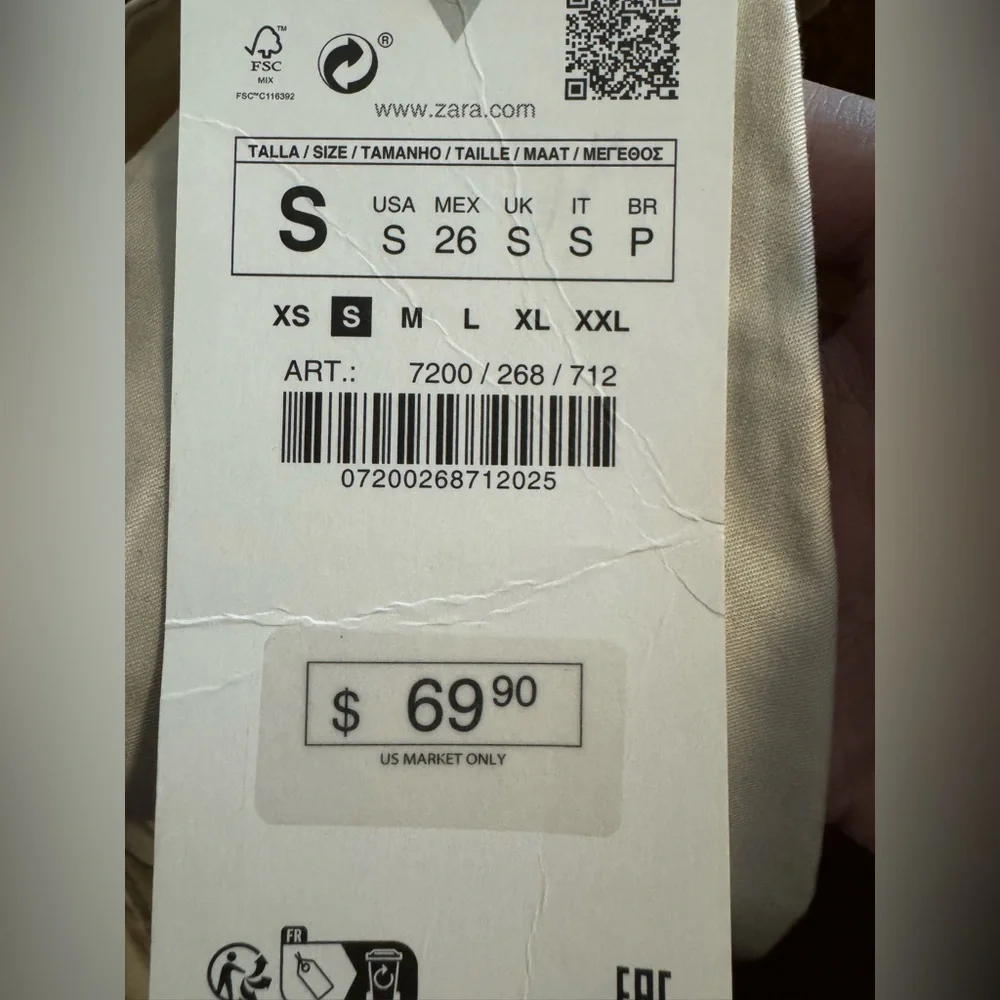 FSC™
MIX
FSC™C116392
®
www.zara.com
TALLA / SIZE / TAMANHO / TAILLE / MAAT / ΜΕΓΕΘΟΣ
S
USA MEX UK IT BR
S 26 S S P
XS S M L XL XXL
ART.: 7200 / 268 / 712
07200268712025
$ 69 90
US MARKET ONLY
FR
EAC